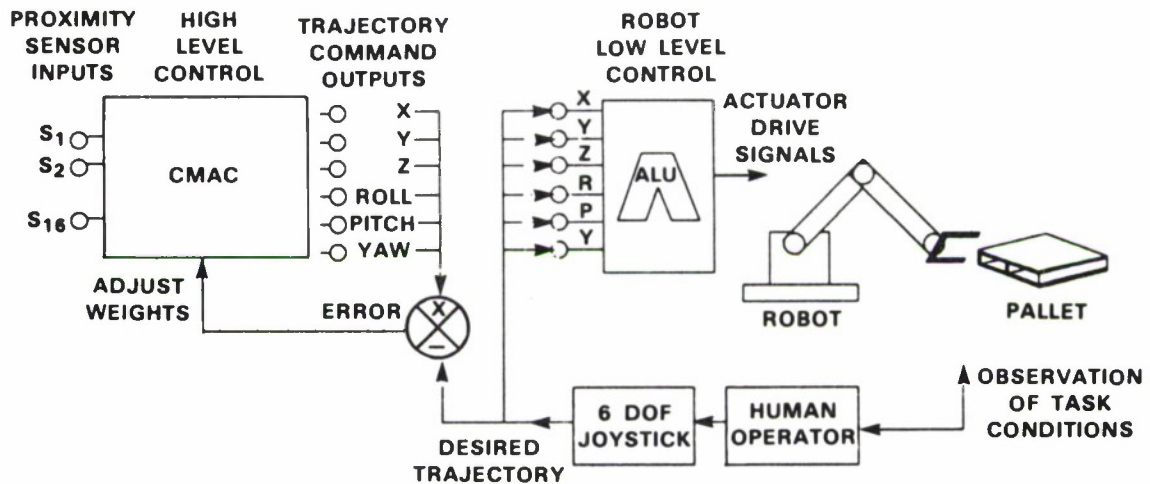 PROXIMITY
SENSOR
INPUTS
HIGH
LEVEL
CONTROL
TRAJECTORY
COMMAND
OUTPUTS
ROBOT
LOW LEVEL
CONTROL
S1
S2
S16
CMAC
X
Y
Z
ROLL
PITCH
YAW
X
Y
Z
R
P
Y
ALU
ACTUATOR
DRIVE
SIGNALS
ADJUST
WEIGHTS
ERROR
X
−
ROBOT
PALLET
DESIRED
TRAJECTORY
6 DOF
JOYSTICK
HUMAN
OPERATOR
OBSERVATION
OF TASK
CONDITIONS